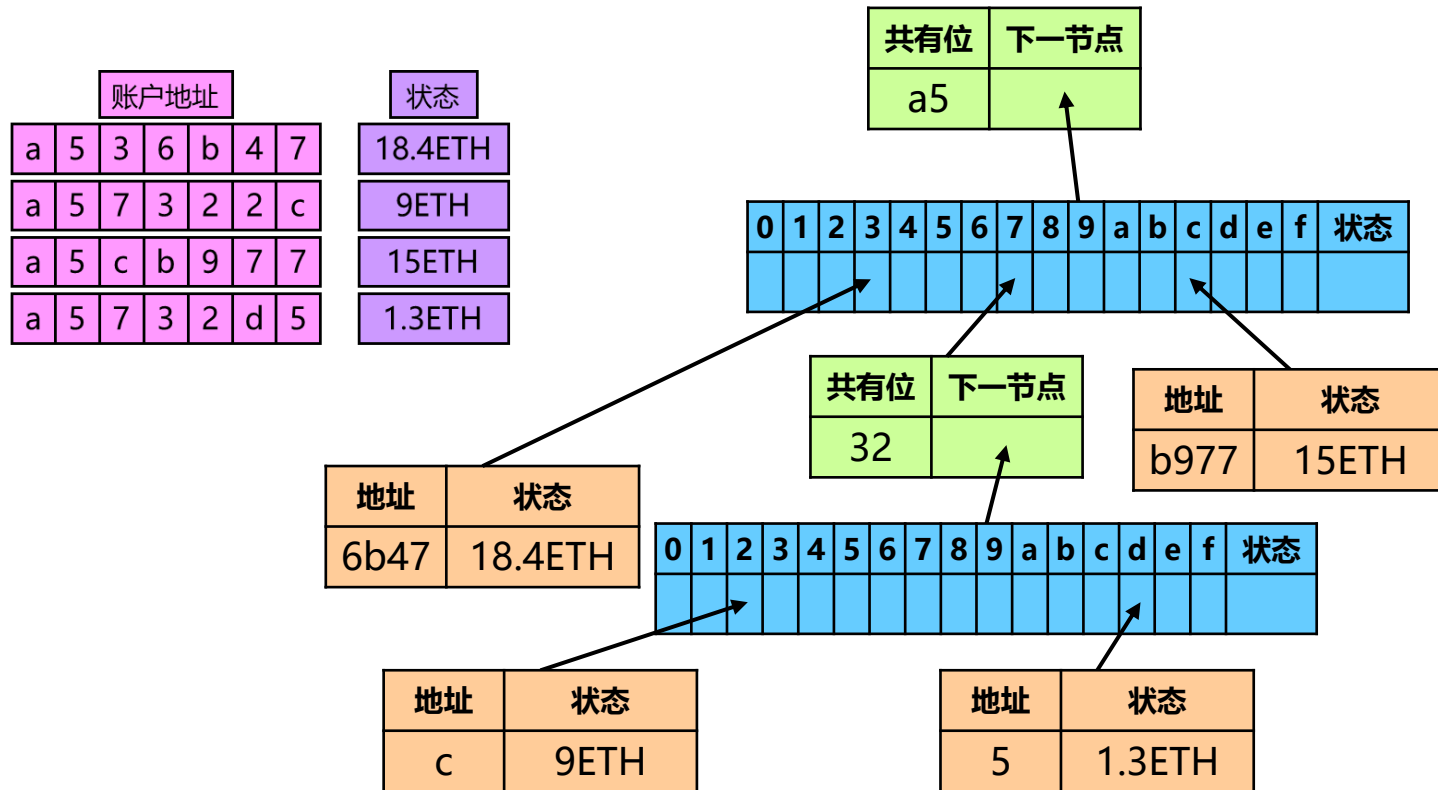 共有位 下一节点
a5
账户地址 状态
a 5 3 6 b 4 7 18.4ETH
a 5 7 3 2 2 c 9ETH
a 5 c b 9 7 7 15ETH
a 5 7 3 2 d 5 1.3ETH
0 1 2 3 4 5 6 7 8 9 a b c d e f 状态
共有位 下一节点
32
地址 状态
b977 15ETH
地址 状态
6b47 18.4ETH
0 1 2 3 4 5 6 7 8 9 a b c d e f 状态
地址 状态
c 9ETH
地址 状态
5 1.3ETH